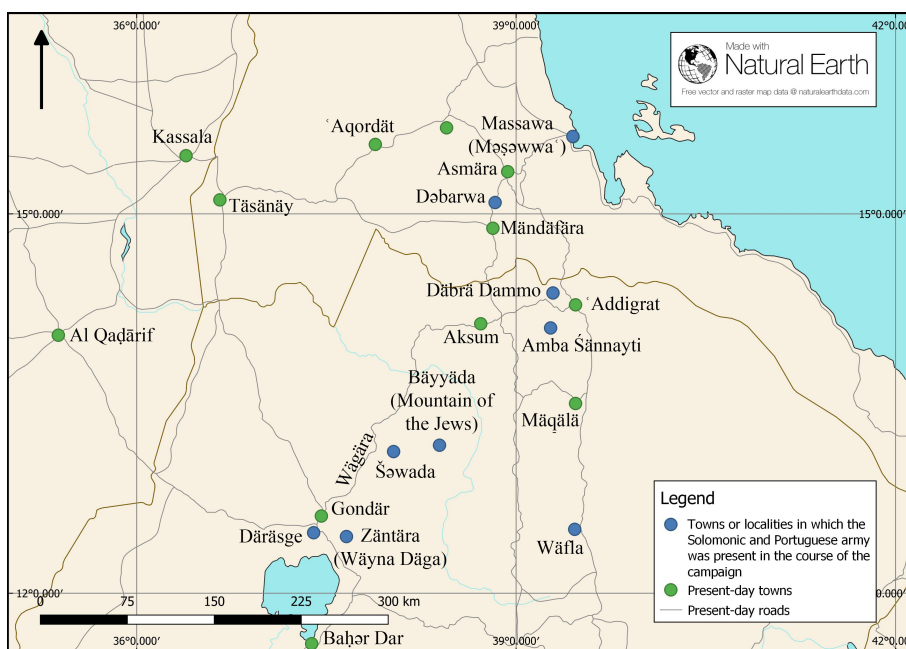 36°0.000′
39°0.000′
42°0.000′
Made with
Natural Earth
Free vector and raster map data @ naturalearthdata.com
Kassala
ʿAqordät
Massawa
(Məṣəwwaʿ)
Asmära
Dəbarwa
Täsänäy
15°0.000′
15°0.000′
Mändäfära
Däbrä Dammo
ʿAddigrat
Al Qaḍārif
Aksum
Amba Śännayti
Bäyyäda
(Mountain of
the Jews)
Mäq̱älä
Wägära
Šəwada
Legend
Towns or localities in which the
Solomonic and Portuguese army
was present in the course of the
campaign
Present-day towns
Present-day roads
Gondär
Däräsge
Zäntära
(Wäyna Däga)
Wäfla
12°0.000′
0.000′
0
75
150
225
300 km
Baḥər Dar
36°0.000′
39°0.000′
42°0.000′